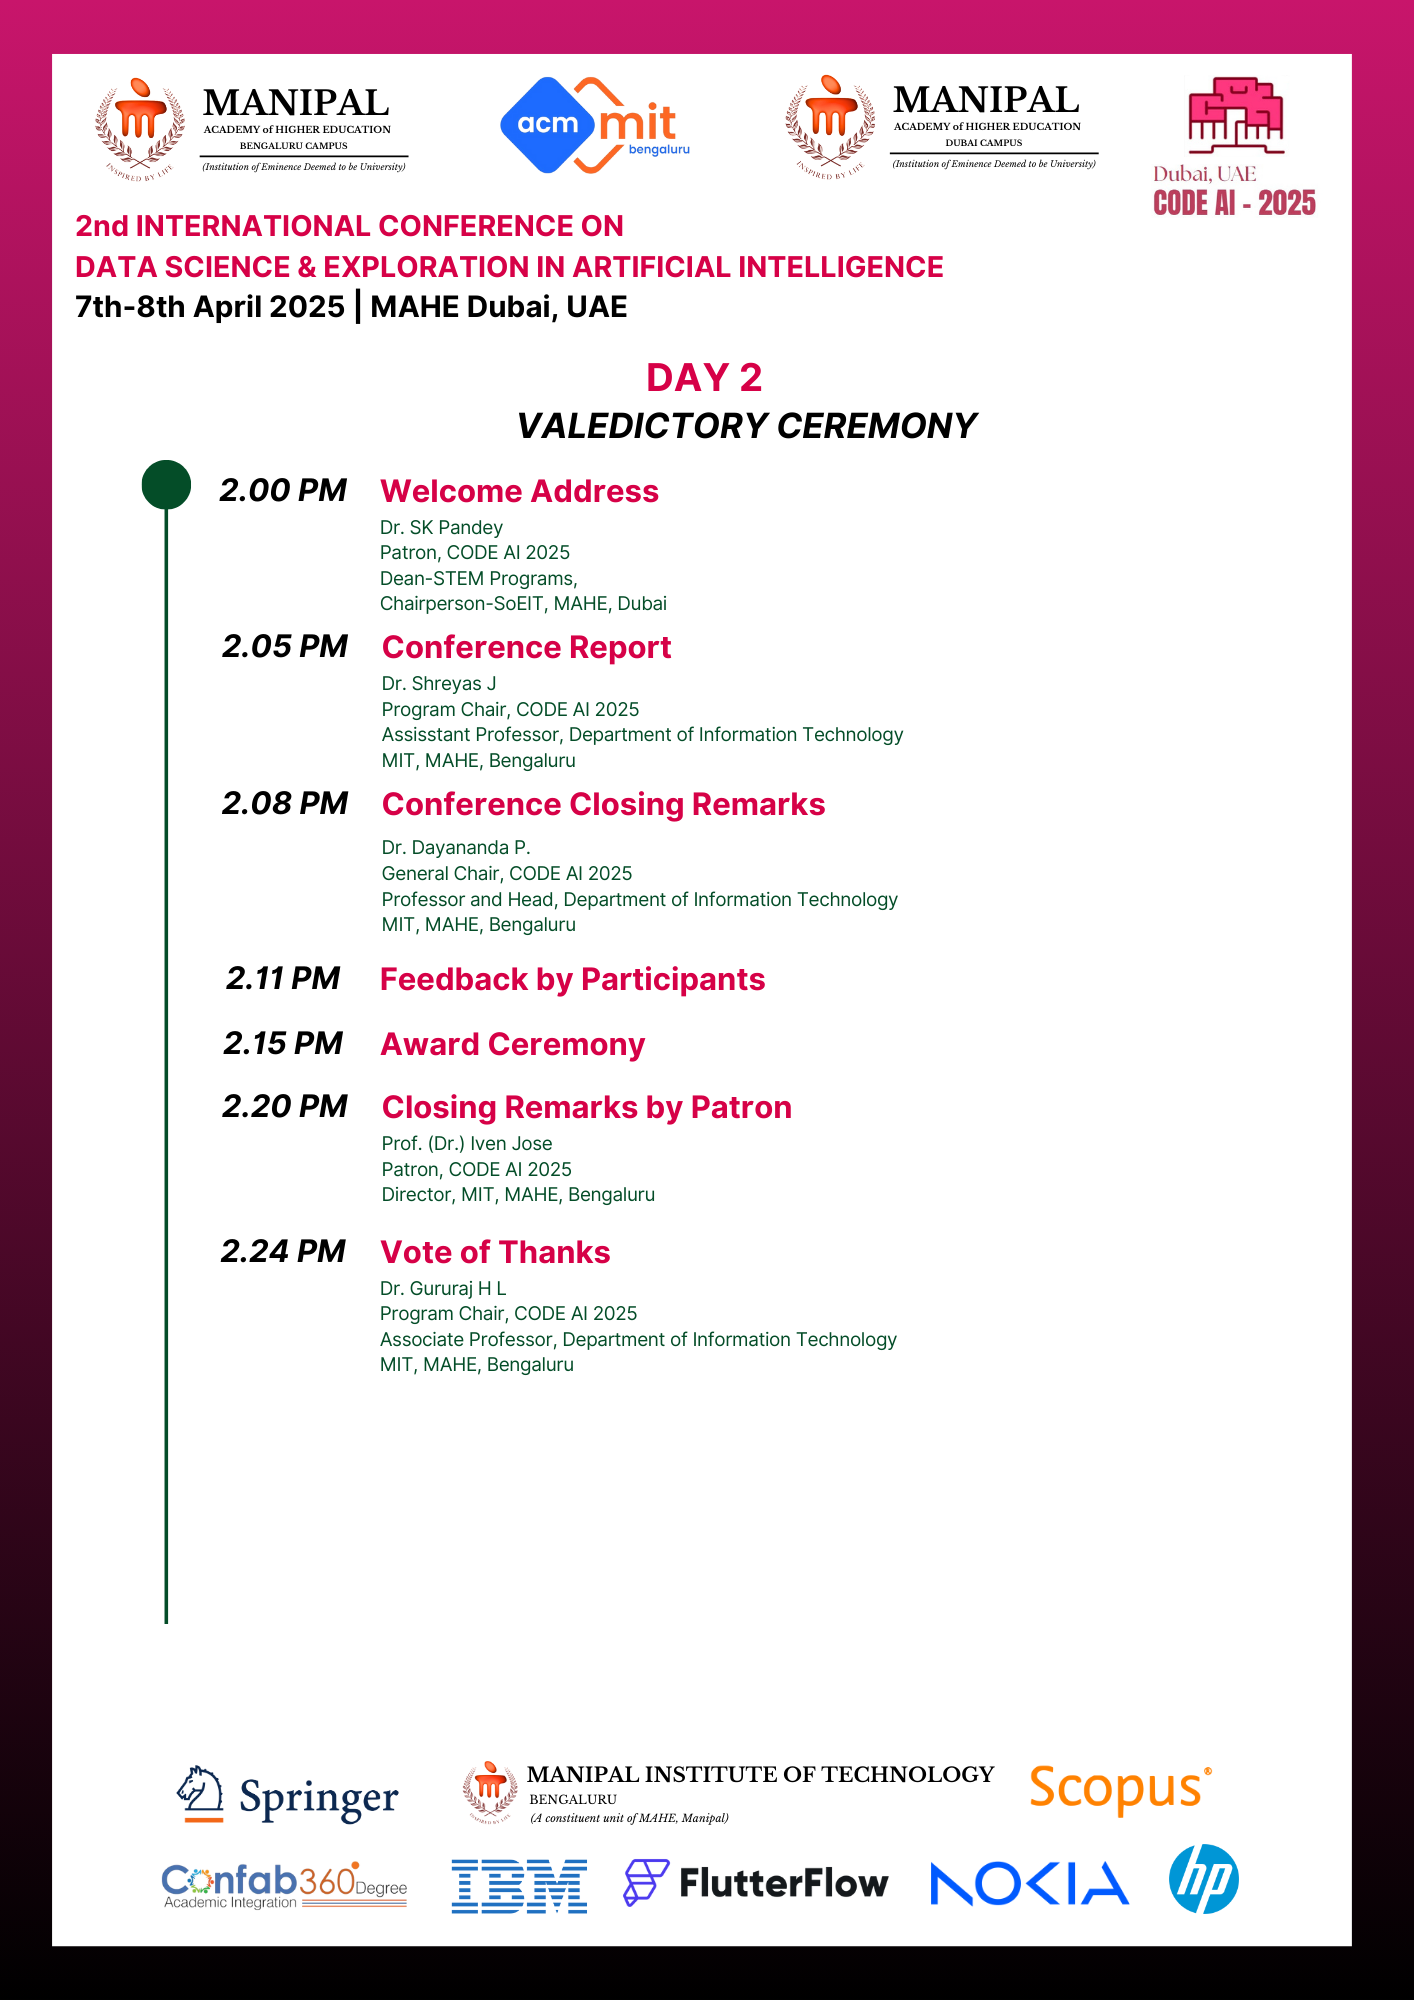 MANIPAL
ACADEMY of HIGHER EDUCATION
BENGALURU CAMPUS
(Institution of Eminence Deemed to be University)
INSPIRED BY LIFE
acm mit
bengaluru
MANIPAL
ACADEMY of HIGHER EDUCATION
DUBAI CAMPUS
(Institution of Eminence Deemed to be University)
INSPIRED BY LIFE
Dubai, UAE
CODE AI - 2025
2nd INTERNATIONAL CONFERENCE ON
DATA SCIENCE & EXPLORATION IN ARTIFICIAL INTELLIGENCE
7th-8th April 2025 | MAHE Dubai, UAE
DAY 2
VALEDICTORY CEREMONY
2.00 PM Welcome Address
Dr. SK Pandey
Patron, CODE AI 2025
Dean-STEM Programs,
Chairperson-SoEIT, MAHE, Dubai
2.05 PM Conference Report
Dr. Shreyas J
Program Chair, CODE AI 2025
Assisstant Professor, Department of Information Technology
MIT, MAHE, Bengaluru
2.08 PM Conference Closing Remarks
Dr. Dayananda P.
General Chair, CODE AI 2025
Professor and Head, Department of Information Technology
MIT, MAHE, Bengaluru
2.11 PM Feedback by Participants
2.15 PM Award Ceremony
2.20 PM Closing Remarks by Patron
Prof. (Dr.) Iven Jose
Patron, CODE AI 2025
Director, MIT, MAHE, Bengaluru
2.24 PM Vote of Thanks
Dr. Gururaj H L
Program Chair, CODE AI 2025
Associate Professor, Department of Information Technology
MIT, MAHE, Bengaluru
Springer
MANIPAL INSTITUTE OF TECHNOLOGY
BENGALURU
(A constituent unit of MAHE, Manipal)
INSPIRED BY LIFE
Scopus®
Confab360°Degree
Academic Integration
IBM
FlutterFlow
NOKIA
hp